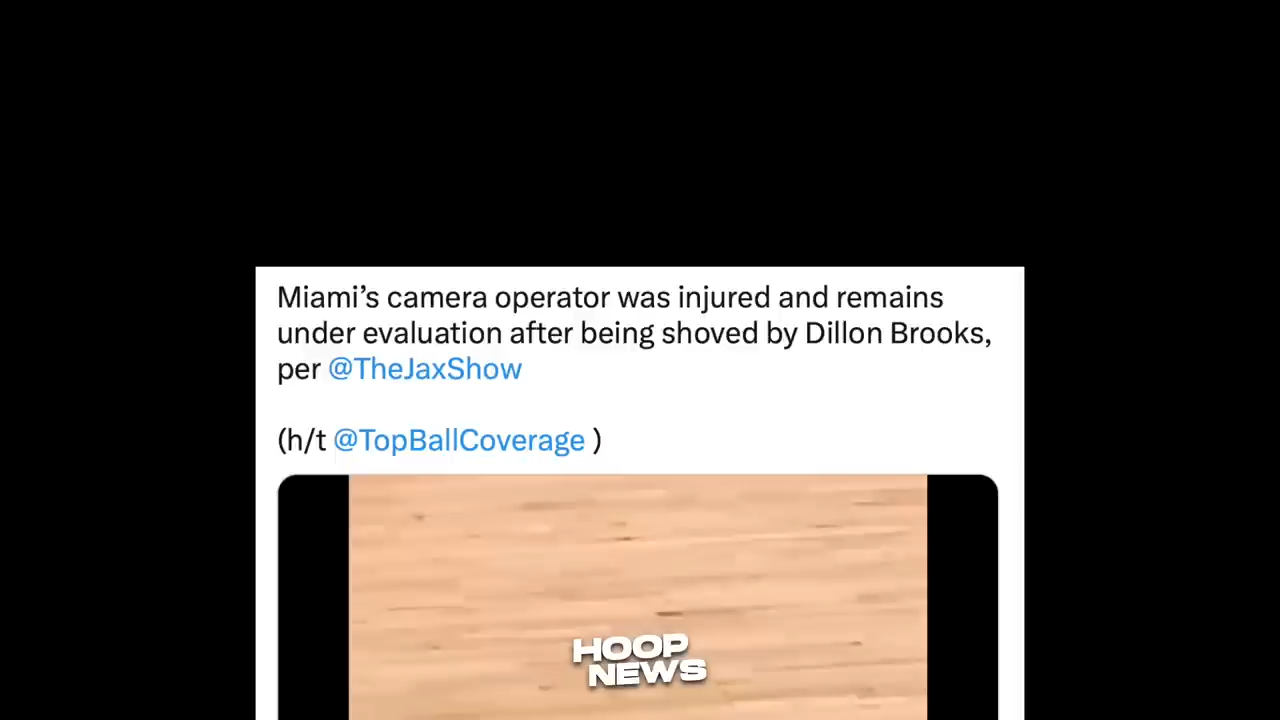 Miami’s camera operator was injured and remains
under evaluation after being shoved by Dillon Brooks,
per @TheJaxShow
(h/t @TopBallCoverage )
HOOP
NEWS